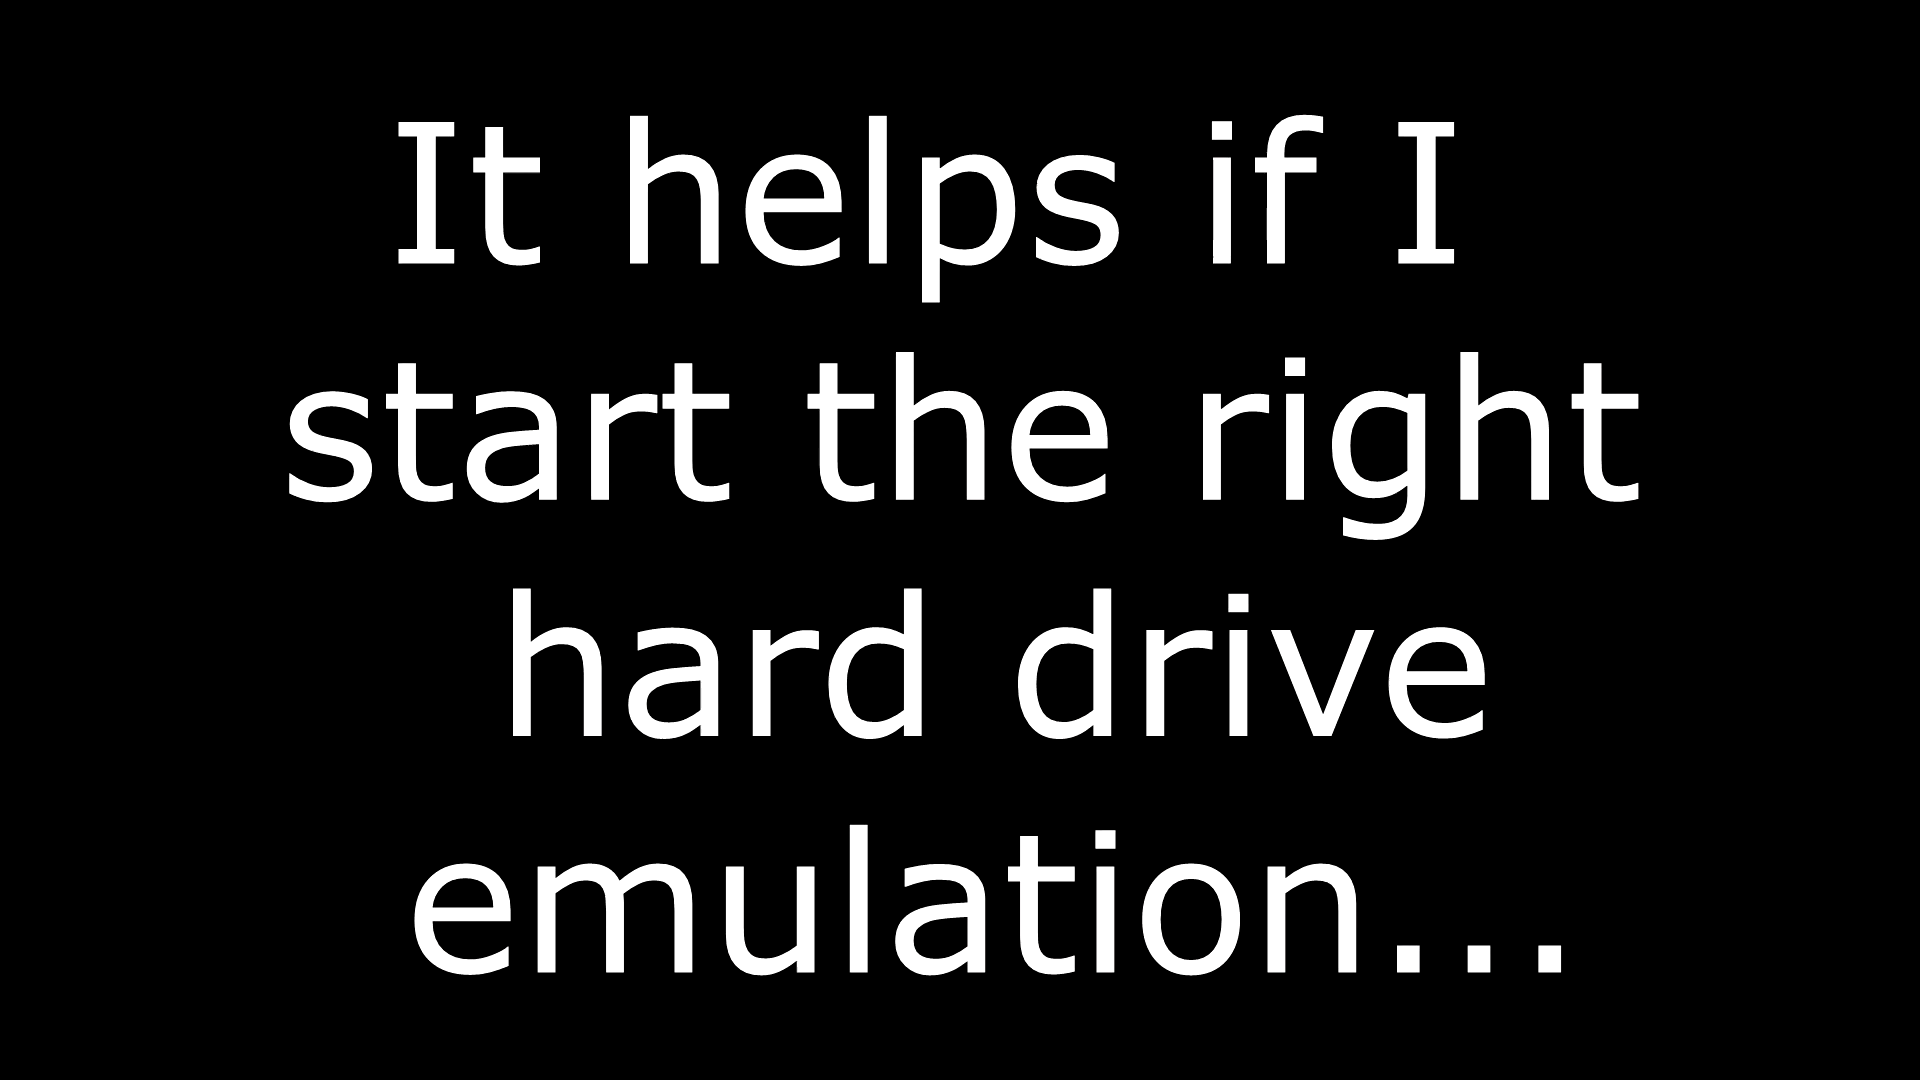 It helps if I
start the right
hard drive
emulation...